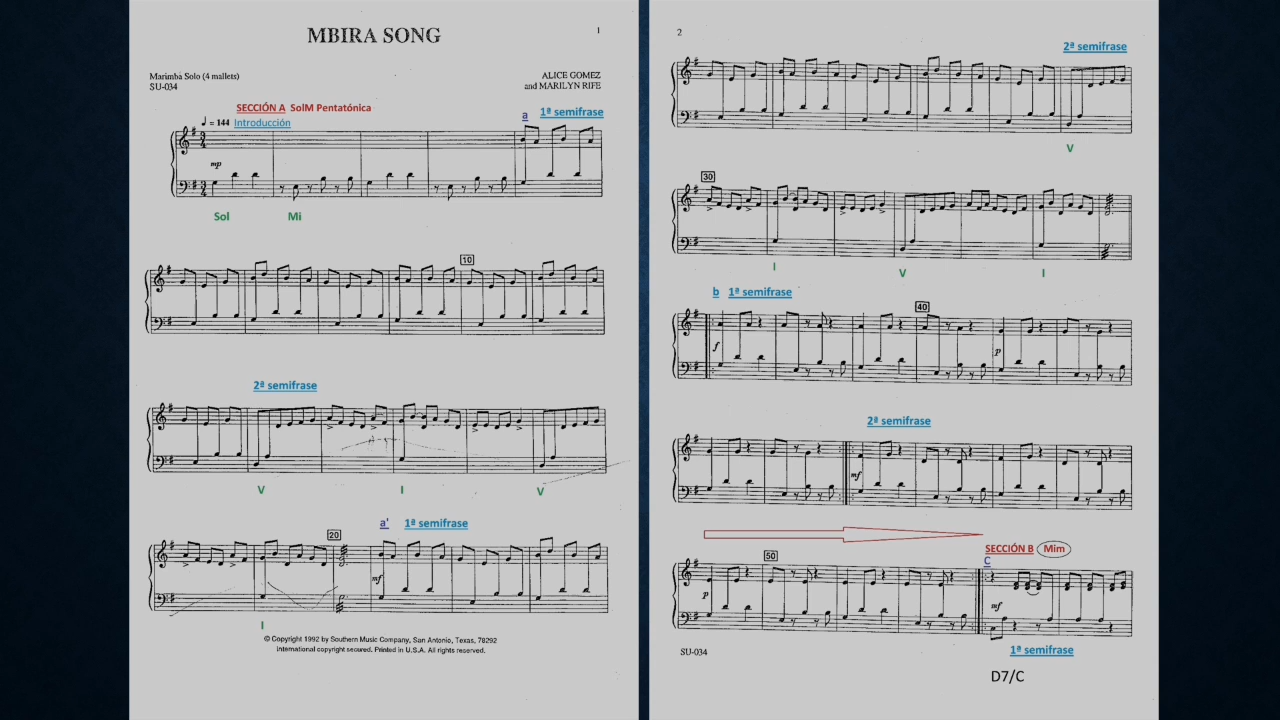 MBIRA SONG
1
Marimba Solo (4 mallets)
SU-034
ALICE GOMEZ
and MARILYN RIFE
SECCIÓN A SolM Pentatónica
♩ = 144 Introducción
a 1ª semifrase
mp
Sol Mi
10
2ª semifrase
V I V
20
a' 1ª semifrase
mf
I
© Copyright 1992 by Southern Music Company, San Antonio, Texas, 78292
International copyright secured. Printed in U.S.A. All rights reserved.
2
2ª semifrase
V
30
I V I
b 1ª semifrase
40
f
p
2ª semifrase
mf
SECCIÓN B Mim
50
C
p
mf
SU-034
1ª semifrase
D7/C